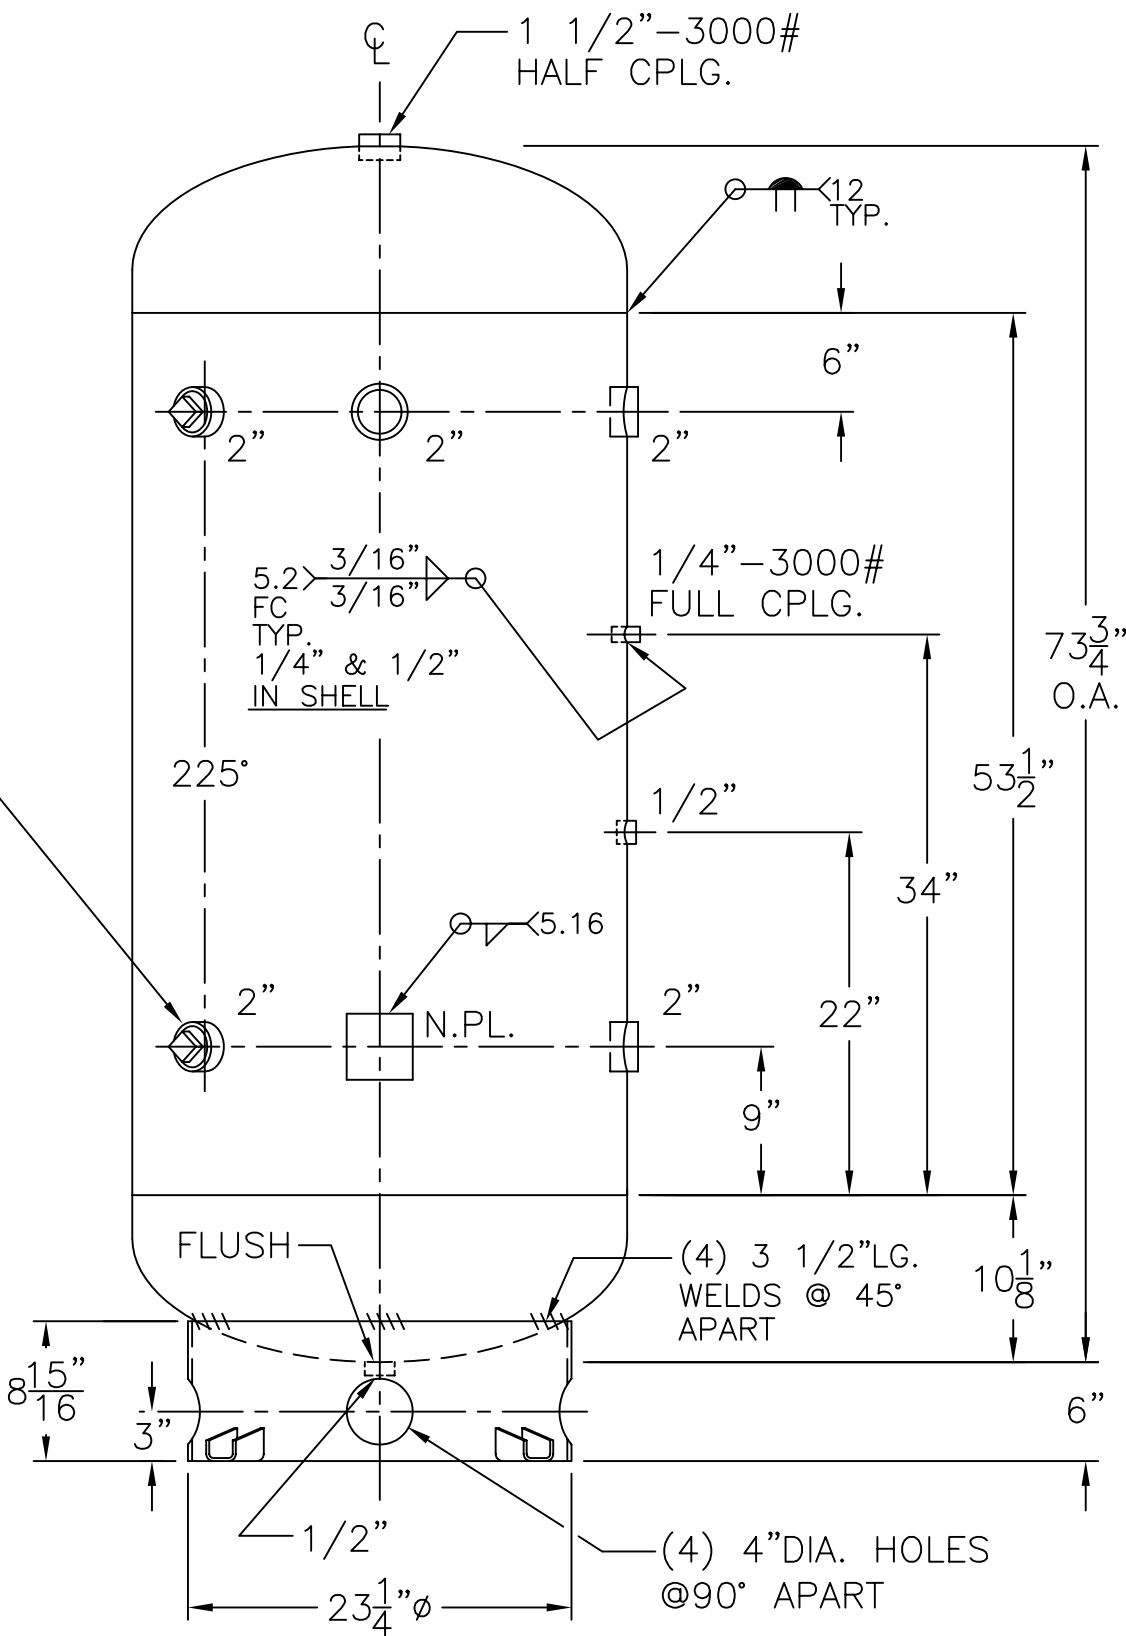 ℄
1 1/2"-3000#
HALF CPLG.
12
TYP.
6"
2"
2"
2"
5.2
3/16"
3/16"
FC
TYP.
1/4" & 1/2"
IN SHELL
1/4"-3000#
FULL CPLG.
73 3/4"
O.A.
53 1/2"
225°
1/2"
34"
5.16
2"
N.PL.
2"
22"
9"
FLUSH
(4) 3 1/2"LG.
WELDS @ 45°
APART
10 1/8"
8 15/16"
3"
6"
1/2"
(4) 4"DIA. HOLES
@90° APART
23 1/4"ø